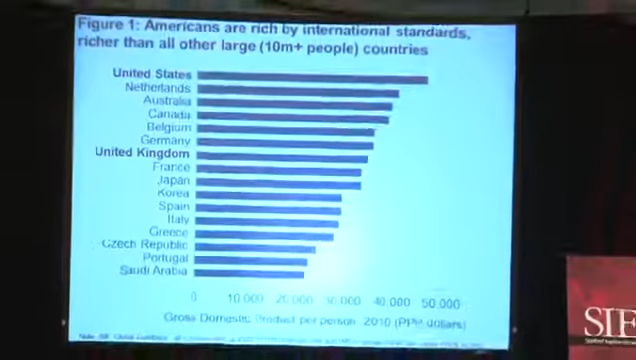 Figure 1: Americans are rich by international standards,
richer than all other large (10m+ people) countries
United States
Netherlands
Australia
Canada
Belgium
Germany
United Kingdom
France
Japan
Korea
Spain
Italy
Greece
Czech Republic
Portugal
Saudi Arabia
0 10 000 20 000 30 000 40 000 50 000
Gross Domestic Product per person 2010 (PPP dollars)
SIE